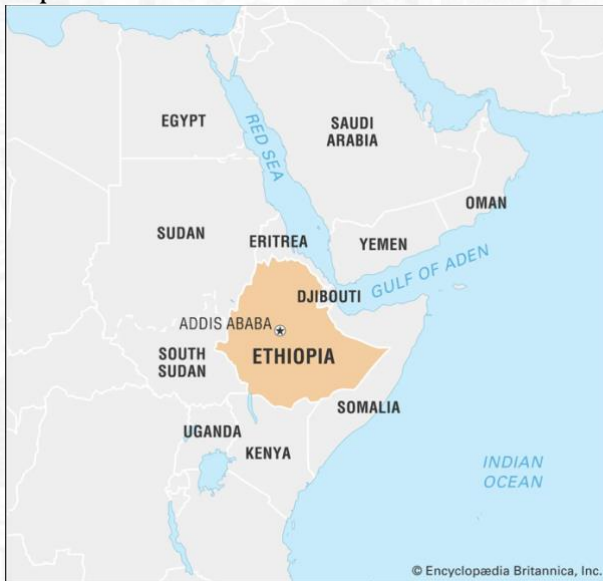 EGYPT
RED SEA
SAUDI
ARABIA
OMAN
SUDAN
ERITREA
YEMEN
GULF OF ADEN
DJIBOUTI
ADDIS ABABA
ETHIOPIA
SOUTH
SUDAN
SOMALIA
UGANDA
KENYA
INDIAN
OCEAN
© Encyclopædia Britannica, Inc.